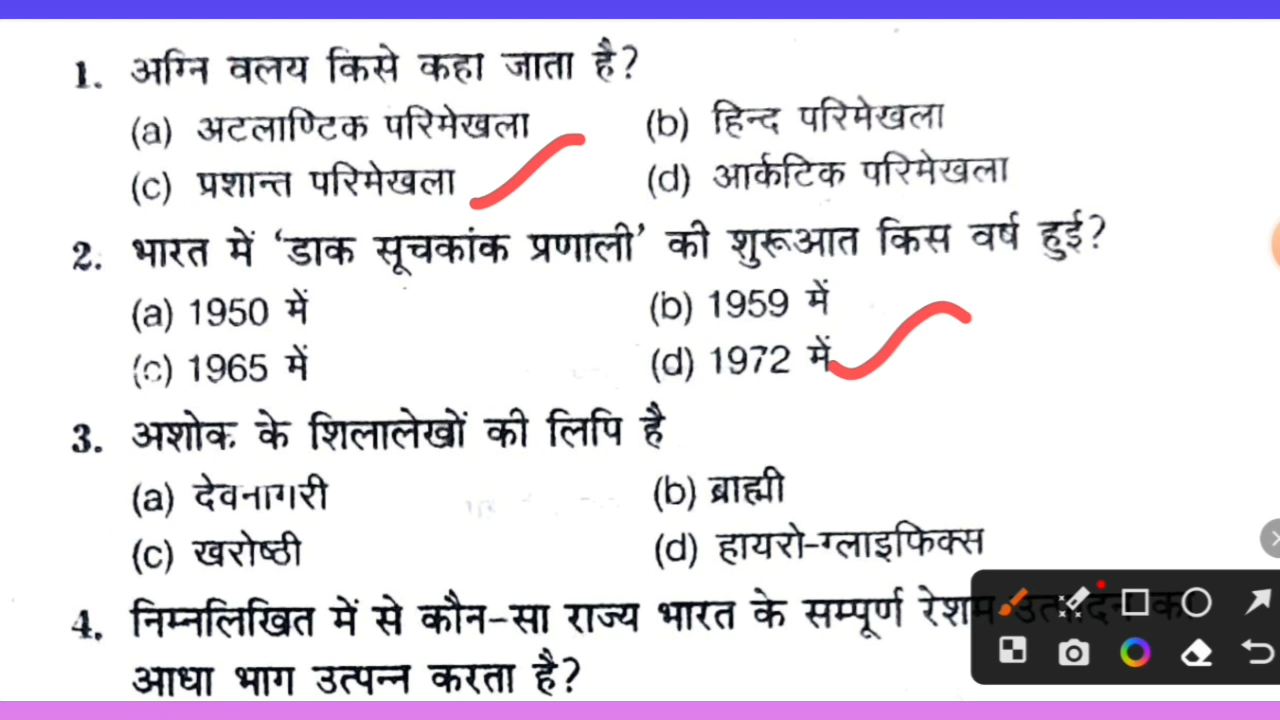 1. अग्नि वलय किसे कहा जाता है?
(a) अटलाण्टिक परिमेखला (b) हिन्द परिमेखला
(c) प्रशान्त परिमेखला (d) आर्कटिक परिमेखला
2. भारत में ‘डाक सूचकांक प्रणाली’ की शुरूआत किस वर्ष हुई?
(a) 1950 में (b) 1959 में
(c) 1965 में (d) 1972 में
3. अशोक के शिलालेखों की लिपि है
(a) देवनागरी (b) ब्राह्मी
(c) खरोष्ठी (d) हायरो-ग्लाइफिक्स
4. निम्नलिखित में से कौन-सा राज्य भारत के सम्पूर्ण रेशम-उत्पादन का
आधा भाग उत्पन्न करता है?